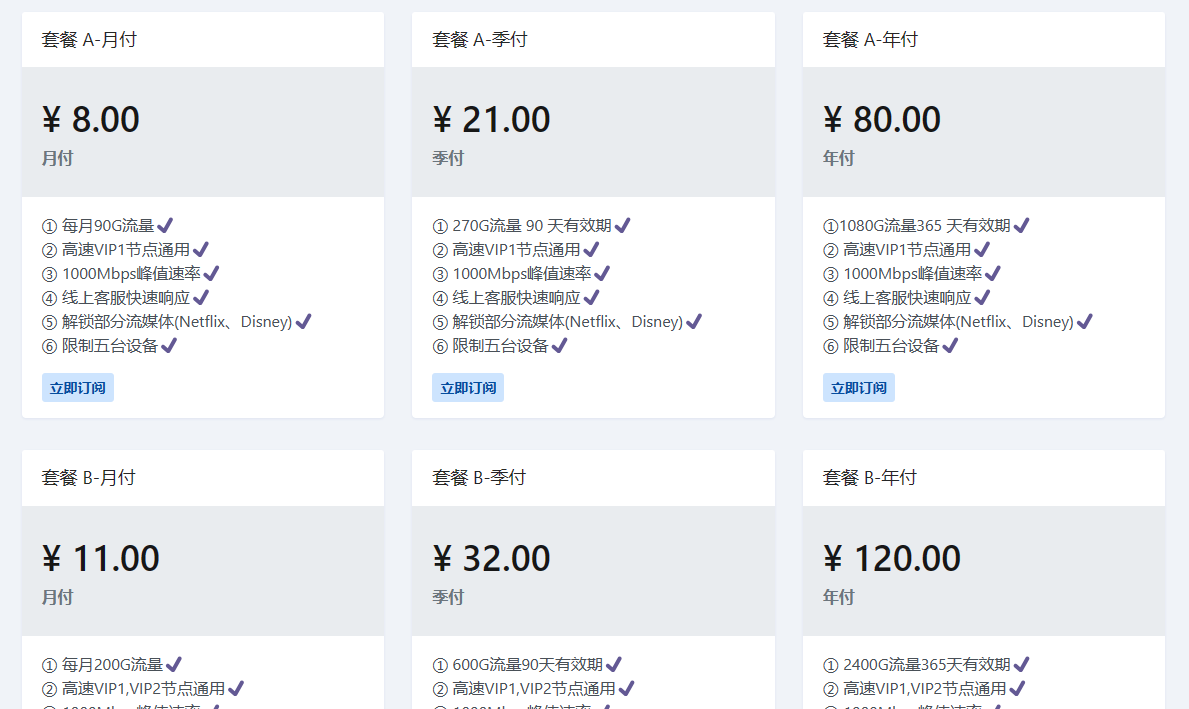 套餐 A-月付
¥ 8.00
月付
① 每月90G流量✔
② 高速VIP1节点通用✔
③ 1000Mbps峰值速率✔
④ 线上客服快速响应✔
⑤ 解锁部分流媒体(Netflix、Disney)✔
⑥ 限制五台设备✔
立即订阅
套餐 A-季付
¥ 21.00
季付
① 270G流量 90 天有效期✔
② 高速VIP1节点通用✔
③ 1000Mbps峰值速率✔
④ 线上客服快速响应✔
⑤ 解锁部分流媒体(Netflix、Disney)✔
⑥ 限制五台设备✔
立即订阅
套餐 A-年付
¥ 80.00
年付
①1080G流量365 天有效期✔
② 高速VIP1节点通用✔
③ 1000Mbps峰值速率✔
④ 线上客服快速响应✔
⑤ 解锁部分流媒体(Netflix、Disney)✔
⑥ 限制五台设备✔
立即订阅
套餐 B-月付
¥ 11.00
月付
① 每月200G流量✔
② 高速VIP1,VIP2节点通用✔
套餐 B-季付
¥ 32.00
季付
① 600G流量90天有效期✔
② 高速VIP1,VIP2节点通用✔
套餐 B-年付
¥ 120.00
年付
① 2400G流量365天有效期✔
② 高速VIP1,VIP2节点通用✔